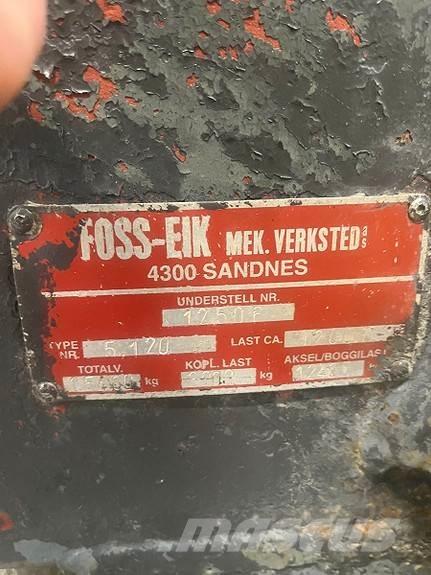 FOSS-EIK MEK. VERKSTED a/s
4300 SANDNES
UNDERSTELL NR.
TYPE NR. 5.120 LAST CA.
TOTALV. kg KOPL. LAST kg AKSEL/BOGGILAST
MASCUS